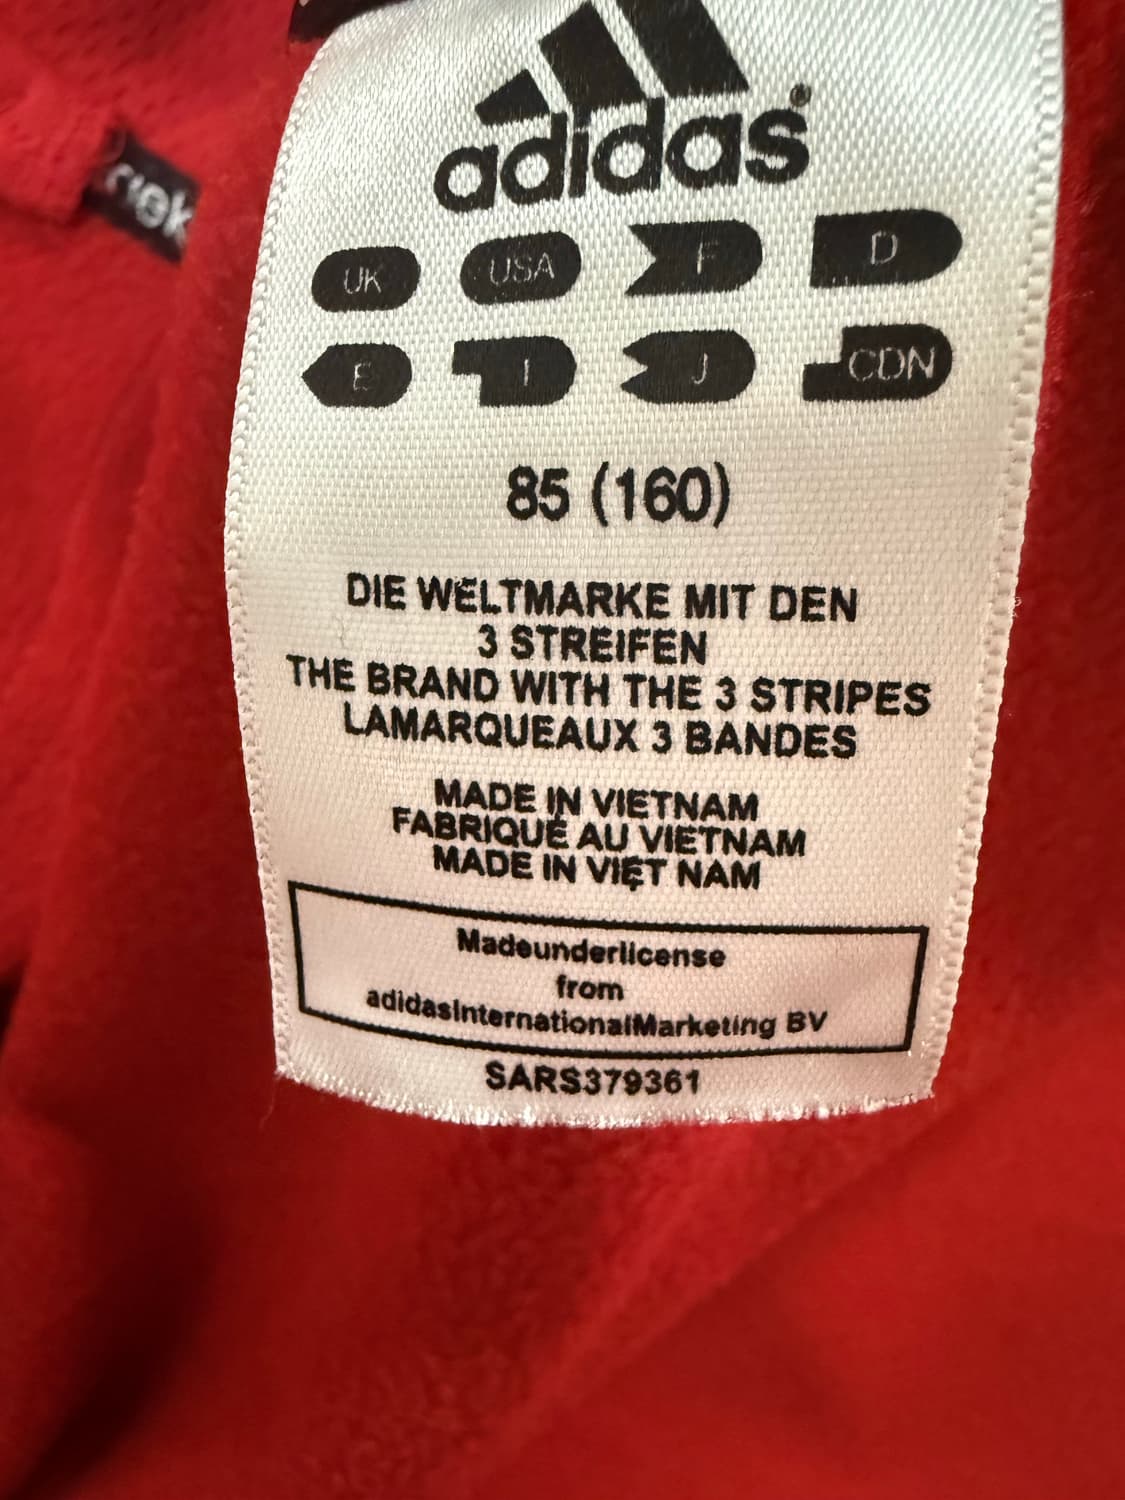 adidas®
UK USA F D
E I J CDN
85 (160)
DIE WELTMARKE MIT DEN
3 STREIFEN
THE BRAND WITH THE 3 STRIPES
LAMARQUEAUX 3 BANDES
MADE IN VIETNAM
FABRIQUÉ AU VIETNAM
MADE IN VIỆT NAM
Madeunderlicense
from
adidasInternationalMarketing BV
SARS379361